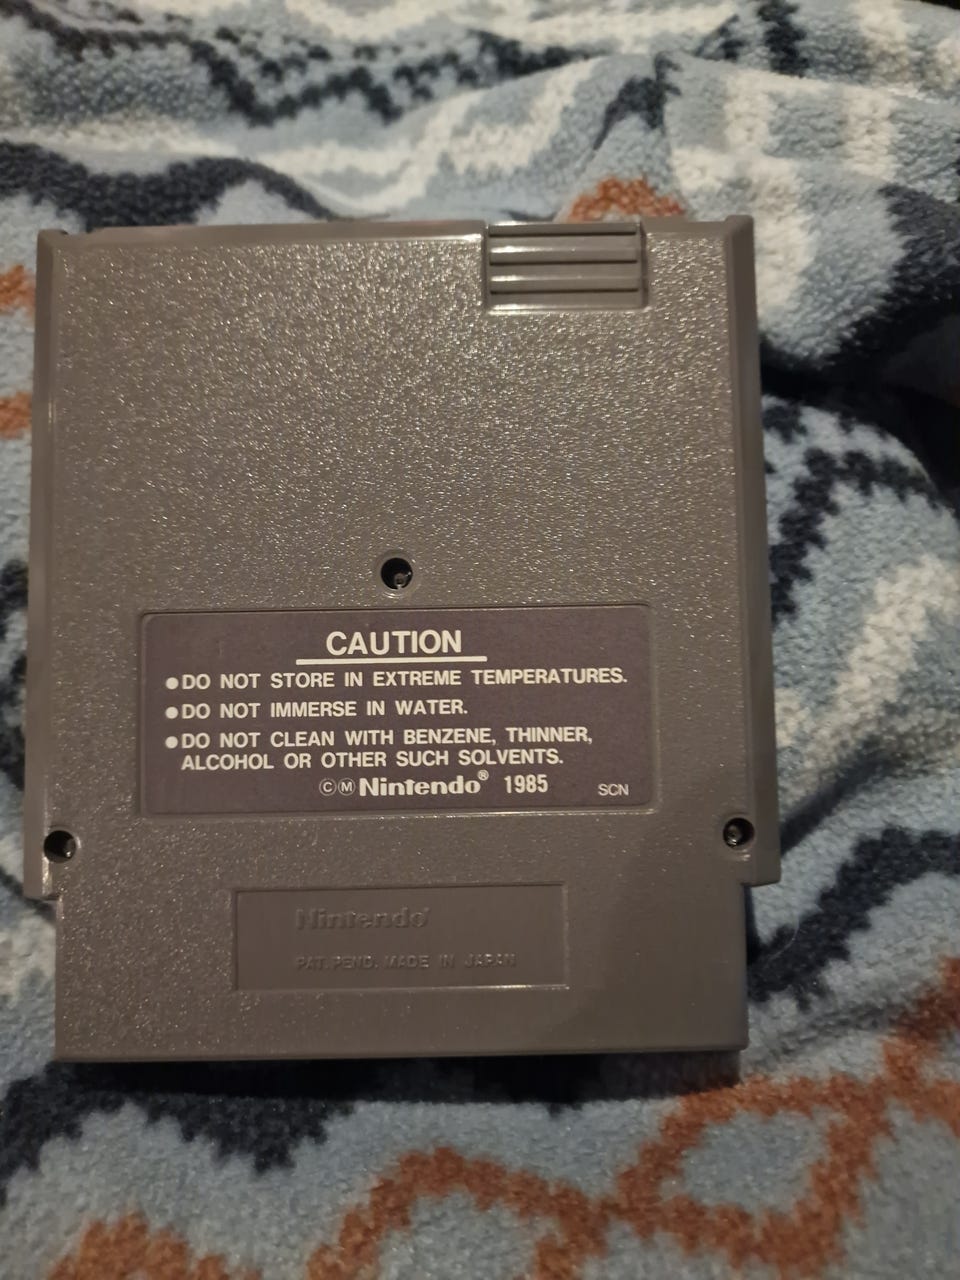 CAUTION
●DO NOT STORE IN EXTREME TEMPERATURES.
●DO NOT IMMERSE IN WATER.
●DO NOT CLEAN WITH BENZENE, THINNER,
ALCOHOL OR OTHER SUCH SOLVENTS.
ⒸⓂNintendo® 1985 SCN
Nintendo
PAT. PEND. MADE IN JAPAN